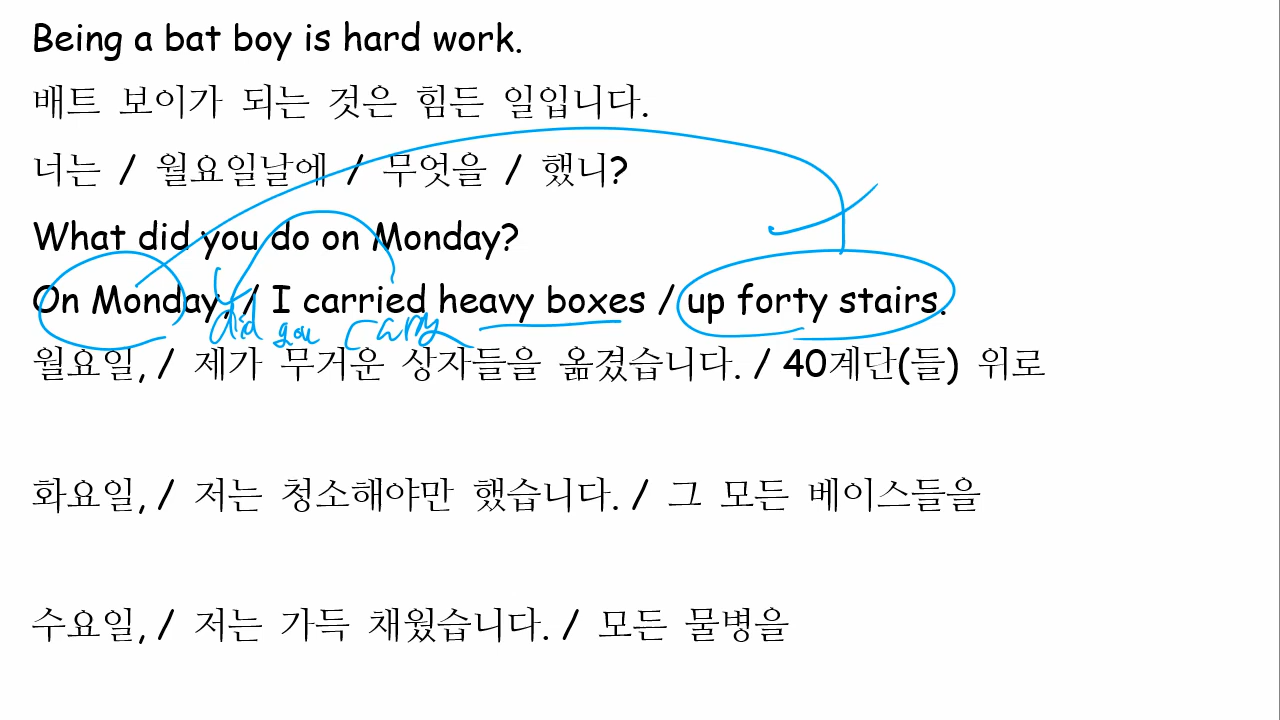 Being a bat boy is hard work.
배트 보이가 되는 것은 힘든 일입니다.
너는 / 월요일날에 / 무엇을 / 했니?
What did you do on Monday?
On Monday, / I carried heavy boxes / up forty stairs.
did you carry
월요일, / 제가 무거운 상자들을 옮겼습니다. / 40계단(들) 위로
화요일, / 저는 청소해야만 했습니다. / 그 모든 베이스들을
수요일, / 저는 가득 채웠습니다. / 모든 물병을